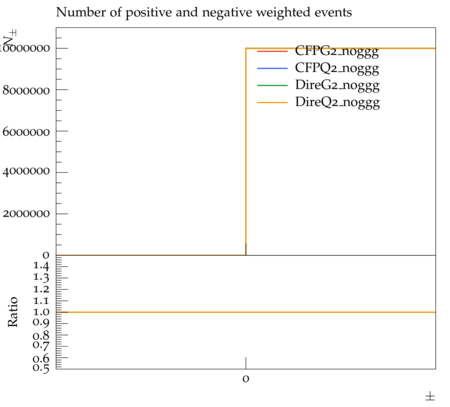 Number of positive and negative weighted events
N±
10000000
8000000
6000000
4000000
2000000
0
CFPG2_noggg
CFPQ2_noggg
DireG2_noggg
DireQ2_noggg
Ratio
1.4
1.3
1.2
1.1
1.0
0.9
0.8
0.7
0.6
0.5
0
±